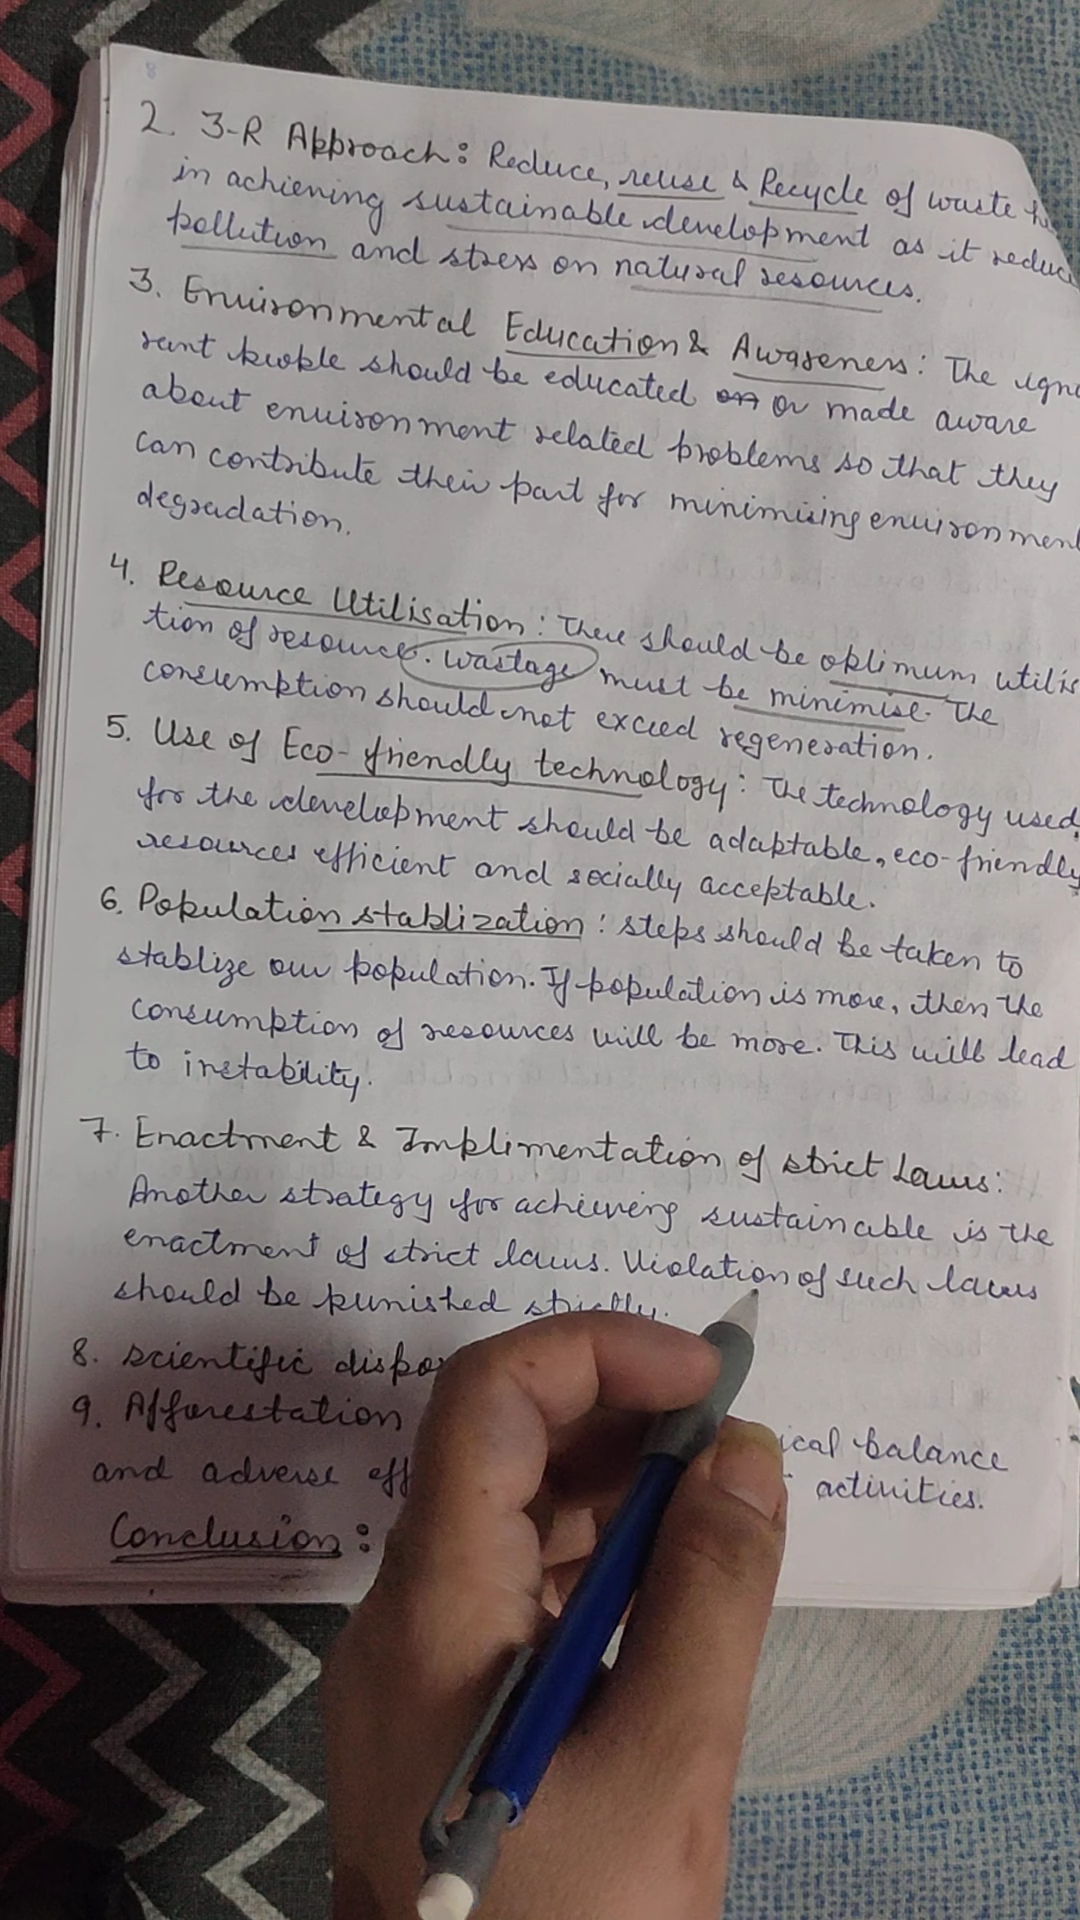 2. 3-R Approach: Reduce, reuse & Recycle of waste
in achieving sustainable development as it reduce
pollution and stress on natural resources.
3. Environmental Education & Awareness: The igno
rant people should be educated on or made aware
about environment related problems so that they
can contribute their part for minimising environment
degradation.
4. Resource Utilisation: There should be optimum utilis
tion of resource. Wastage must be minimise. The
consumption should not exceed regeneration.
5. Use of Eco-friendly technology: The technology used
for the development should be adaptable, eco-friendly
resources efficient and socially acceptable.
6. Population stablization: steps should be taken to
stablize our population. If population is more, then the
consumption of resources will be more. This will lead
to instability.
7. Enactment & Implimentation of strict Laws:
Another strategy for achieving sustainable is the
enactment of strict laws. Violation of such laws
should be punished strictly.
8. scientific dispo
9. Afforestation
ical balance
and adverse eff activities.
Conclusion: